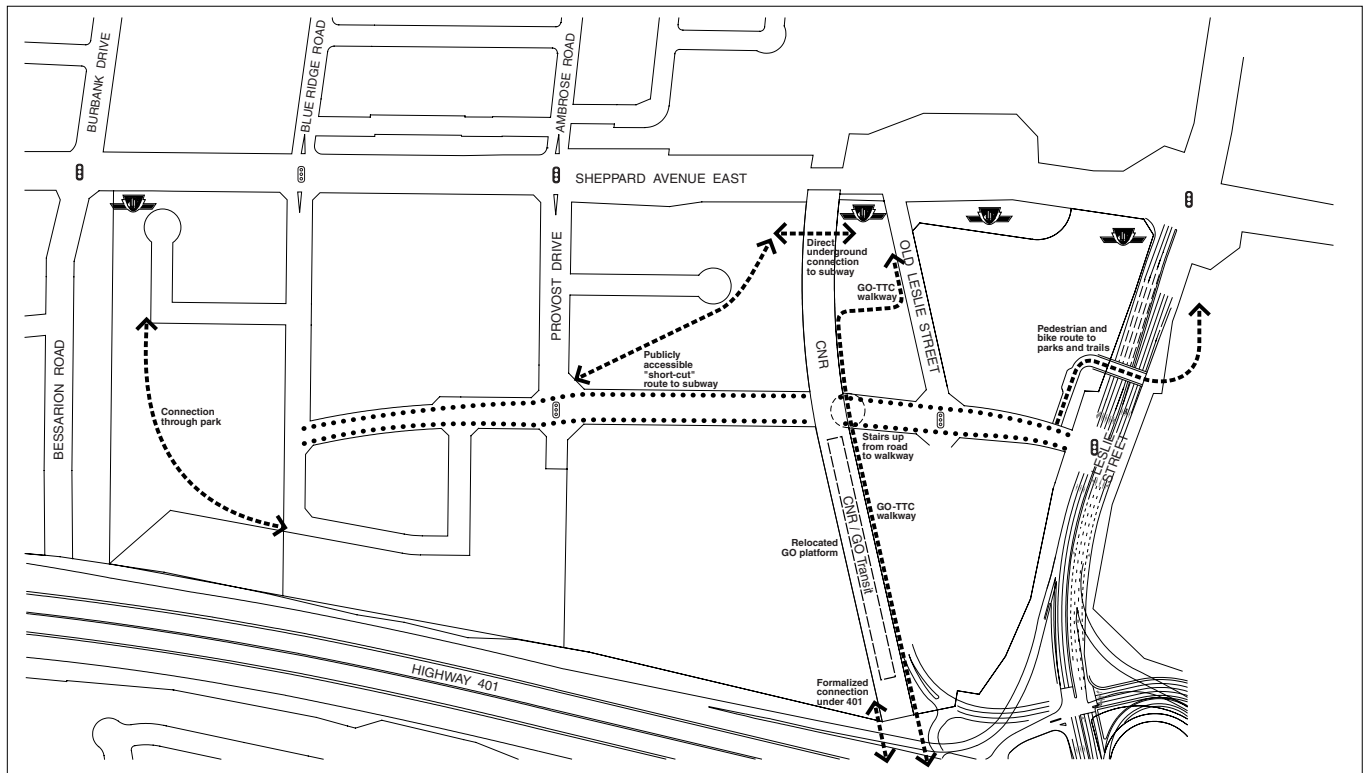 BURBANK DRIVE
BLUE RIDGE ROAD
AMBROSE ROAD
SHEPPARD AVENUE EAST
BESSARION ROAD
PROVOST DRIVE
Direct
underground
connection
to subway
OLD LESLIE STREET
GO-TTC
walkway
CNR
Pedestrian and
bike route to
parks and trails
Publicly
accessible
"short-cut"
route to subway
Connection
through park
Stairs up
from road
to walkway
LESLIE
STREET
GO-TTC
walkway
Relocated
GO platform
CNR / GO Transit
HIGHWAY 401
Formalized
connection
under 401